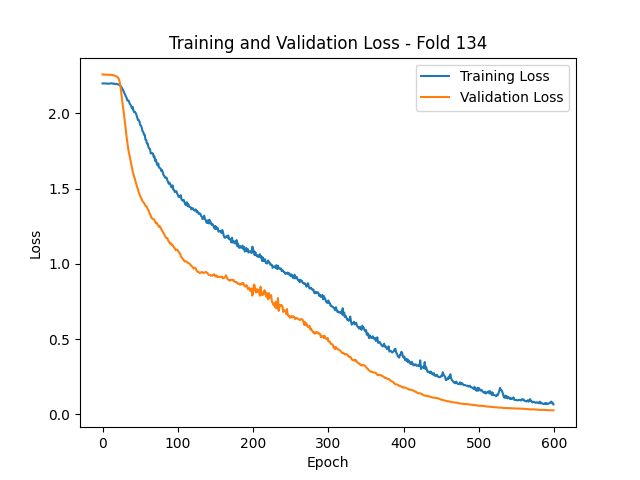 Training and Validation Loss - Fold 134
Training Loss
Validation Loss
Loss
2.0
1.5
1.0
0.5
0.0
0 100 200 300 400 500 600
Epoch